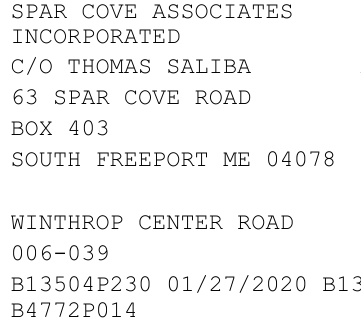 SPAR COVE ASSOCIATES
INCORPORATED
C/O THOMAS SALIBA
63 SPAR COVE ROAD
BOX 403
SOUTH FREEPORT ME 04078
WINTHROP CENTER ROAD
006-039
B13504P230 01/27/2020 B13
B4772P014